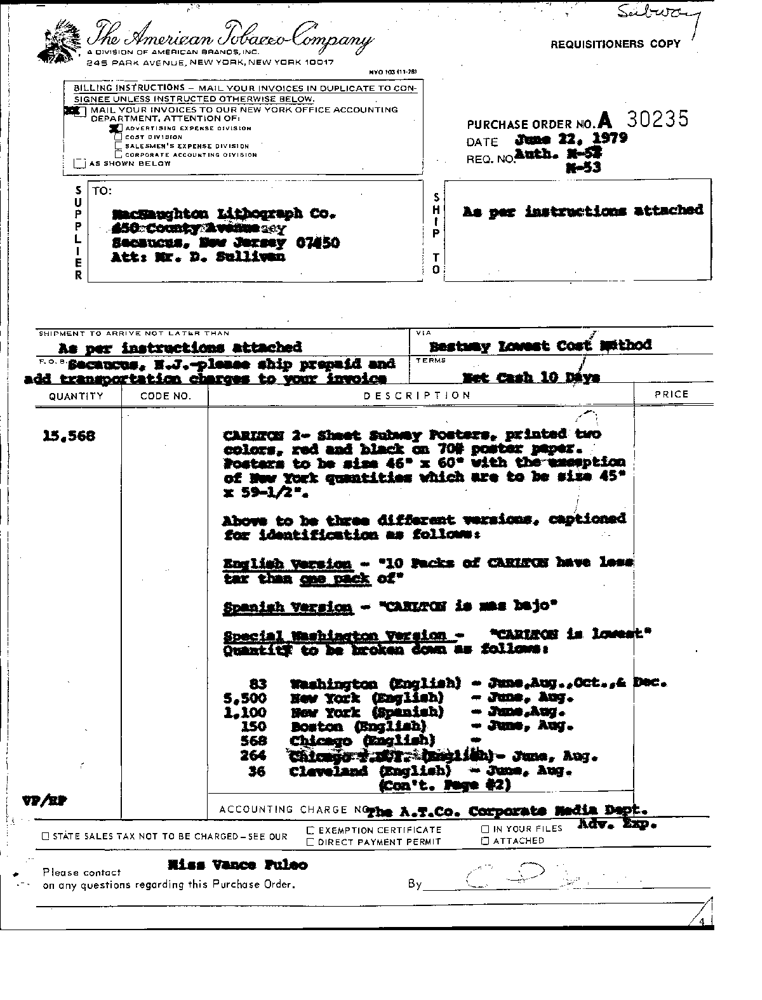 Subway
The American Tobacco Company
A DIVISION OF AMERICAN BRANDS, INC.
245 PARK AVENUE, NEW YORK, NEW YORK 10017
REQUISITIONERS COPY
NYO 103 (11-78)
BILLING INSTRUCTIONS – MAIL YOUR INVOICES IN DUPLICATE TO CON-
SIGNEE UNLESS INSTRUCTED OTHERWISE BELOW.
MAIL YOUR INVOICES TO OUR NEW YORK OFFICE ACCOUNTING
DEPARTMENT, ATTENTION OF:
ADVERTISING EXPENSE DIVISION
COST DIVISION
SALESMEN'S EXPENSE DIVISION
CORPORATE ACCOUNTING DIVISION
AS SHOWN BELOW
PURCHASE ORDER NO. A 30235
DATE June 22, 1979
REQ. NO. Auth. M-52
M-53
SUPPLIER
TO:
MacNaughton Lithograph Co.
450 County Avenue
Secaucus, New Jersey 07450
Att: Mr. D. Sullivan
SHIP TO
As per instructions attached
SHIPMENT TO ARRIVE NOT LATER THAN
As per instructions attached
VIA
Bestway Lowest Cost Method
F.O.B. Secaucus, N.J.-please ship prepaid and
add transportation charges to your invoice
TERMS
Net Cash 10 Days
QUANTITY CODE NO. DESCRIPTION PRICE
15,568 CARLTON 2- Sheet Subway Posters, printed two
colors, red and black on 70# poster paper.
Posters to be size 46" x 60" with the exception
of New York quantities which are to be size 45"
x 59-1/2".
Above to be three different versions, captioned
for identification as follows:
English Version - "10 Packs of CARLTON have less
tar than one pack of"
Spanish Version - "CARLTON is mas bajo"
Special Washington Version - "CARLTON is lowest"
Quantity to be broken down as follows:
83 Washington (English) - June,Aug.,Oct.,& Dec.
5,500 New York (English) - June, Aug.
1,100 New York (Spanish) - June,Aug.
150 Boston (English) - June, Aug.
568 Chicago (English) -
264 Chicago (English)- June, Aug.
36 Cleveland (English) - June, Aug.
(Con't. Page #2)
VP/RP
ACCOUNTING CHARGE NO. The A.T.Co. Corporate Media Dept.
Adv. Exp.
STATE SALES TAX NOT TO BE CHARGED – SEE OUR
EXEMPTION CERTIFICATE
DIRECT PAYMENT PERMIT
IN YOUR FILES
ATTACHED
Please contact Miss Vance Puleo
on any questions regarding this Purchase Order.
By
4